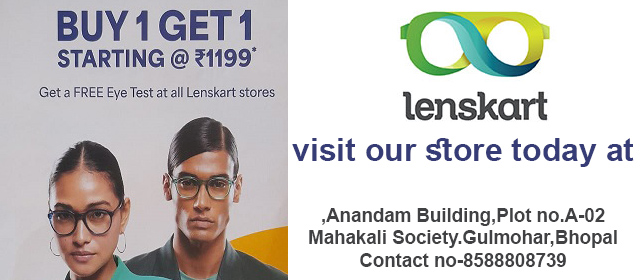 BUY 1 GET 1
STARTING @ ₹1199*
Get a FREE Eye Test at all Lenskart stores
lenskart
visit our store today at
,Anandam Building,Plot no.A-02
Mahakali Society.Gulmohar,Bhopal
Contact no-8588808739